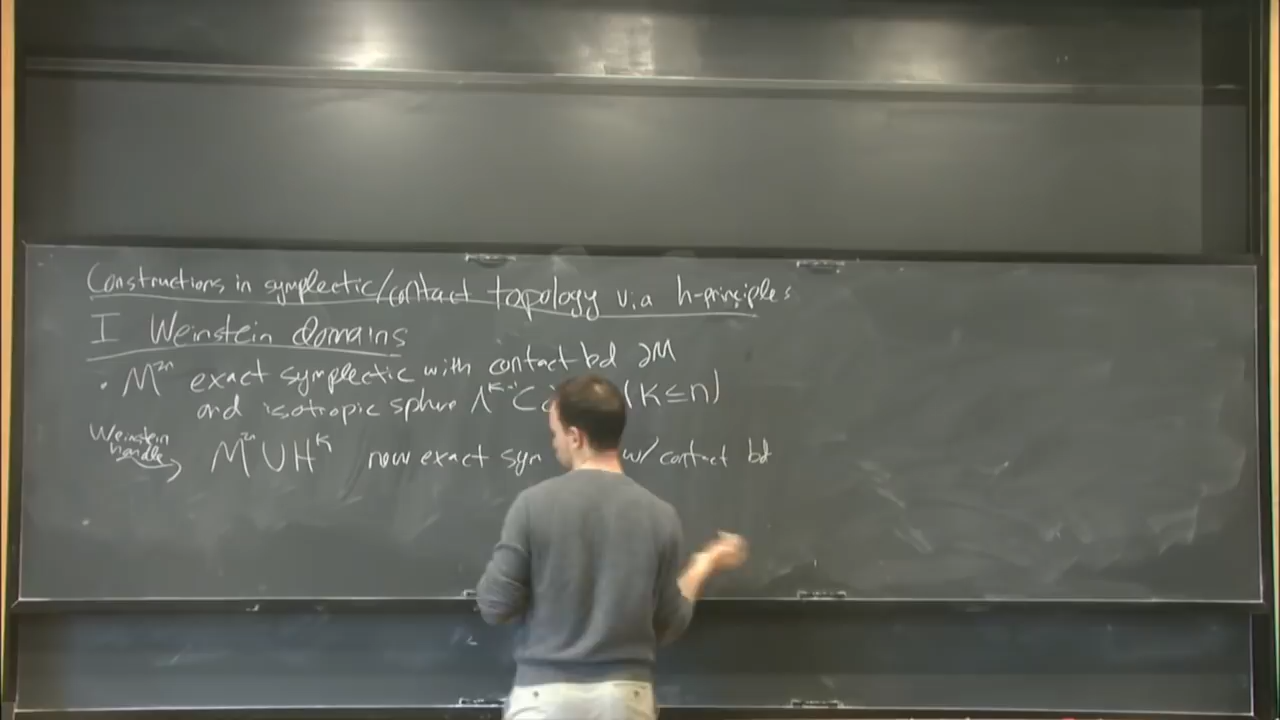 Constructions in symplectic/contact topology via h-principles
I Weinstein domains
• M²ⁿ exact symplectic with contact bd ∂M
and isotropic sphere Λᵏ⁻¹ ⊂ (k≤n)
Weinstein handle
M²ⁿ ∪ Hᵏ new exact sym w/ contact bd